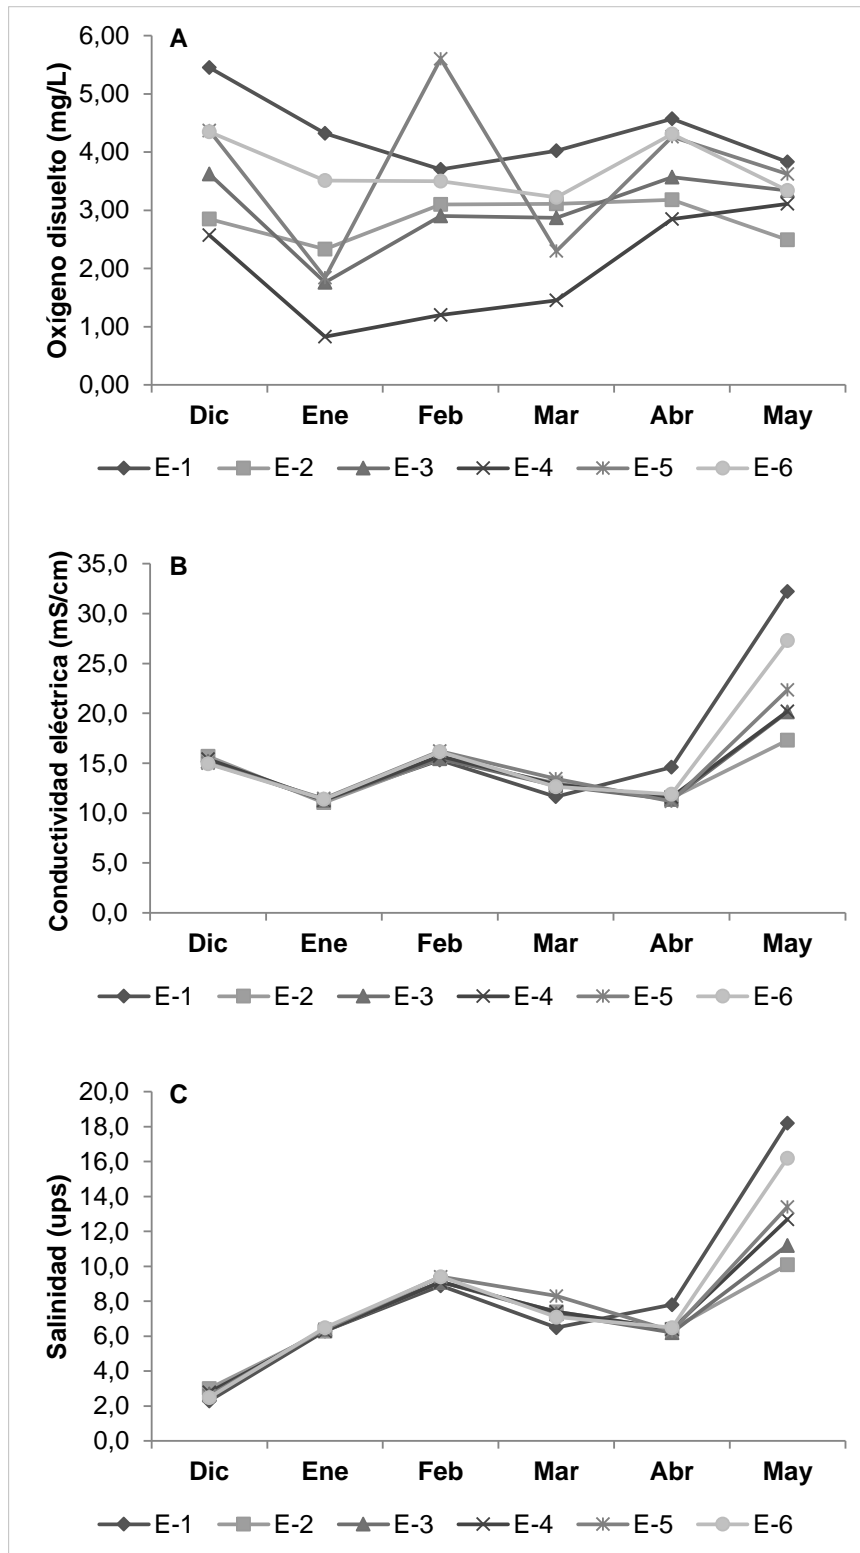 A
Oxígeno disuelto (mg/L)
6,00
5,00
4,00
3,00
2,00
1,00
0,00
Dic Ene Feb Mar Abr May
E-1 E-2 E-3 E-4 E-5 E-6
B
Conductividad eléctrica (mS/cm)
35,0
30,0
25,0
20,0
15,0
10,0
5,0
0,0
Dic Ene Feb Mar Abr May
E-1 E-2 E-3 E-4 E-5 E-6
C
Salinidad (ups)
20,0
18,0
16,0
14,0
12,0
10,0
8,0
6,0
4,0
2,0
0,0
Dic Ene Feb Mar Abr May
E-1 E-2 E-3 E-4 E-5 E-6